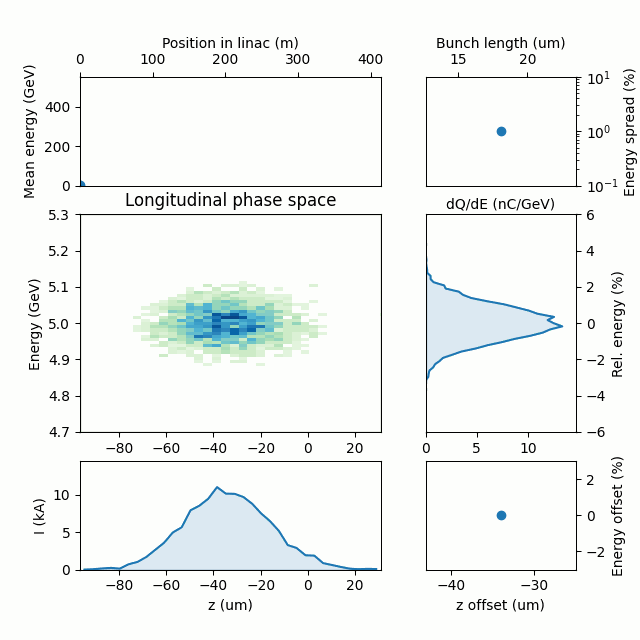 Position in linac (m)
0 100 200 300 400
Mean energy (GeV)
400
200
0
Bunch length (um)
15 20
Energy spread (%)
10^1
10^0
10^-1
Longitudinal phase space
Energy (GeV)
5.3
5.2
5.1
5.0
4.9
4.8
4.7
−80 −60 −40 −20 0 20
dQ/dE (nC/GeV)
6
4
2
0
−2
−4
−6
Rel. energy (%)
0 5 10
I (kA)
10
5
0
−80 −60 −40 −20 0 20
z (um)
Energy offset (%)
2
0
−2
−40 −30
z offset (um)